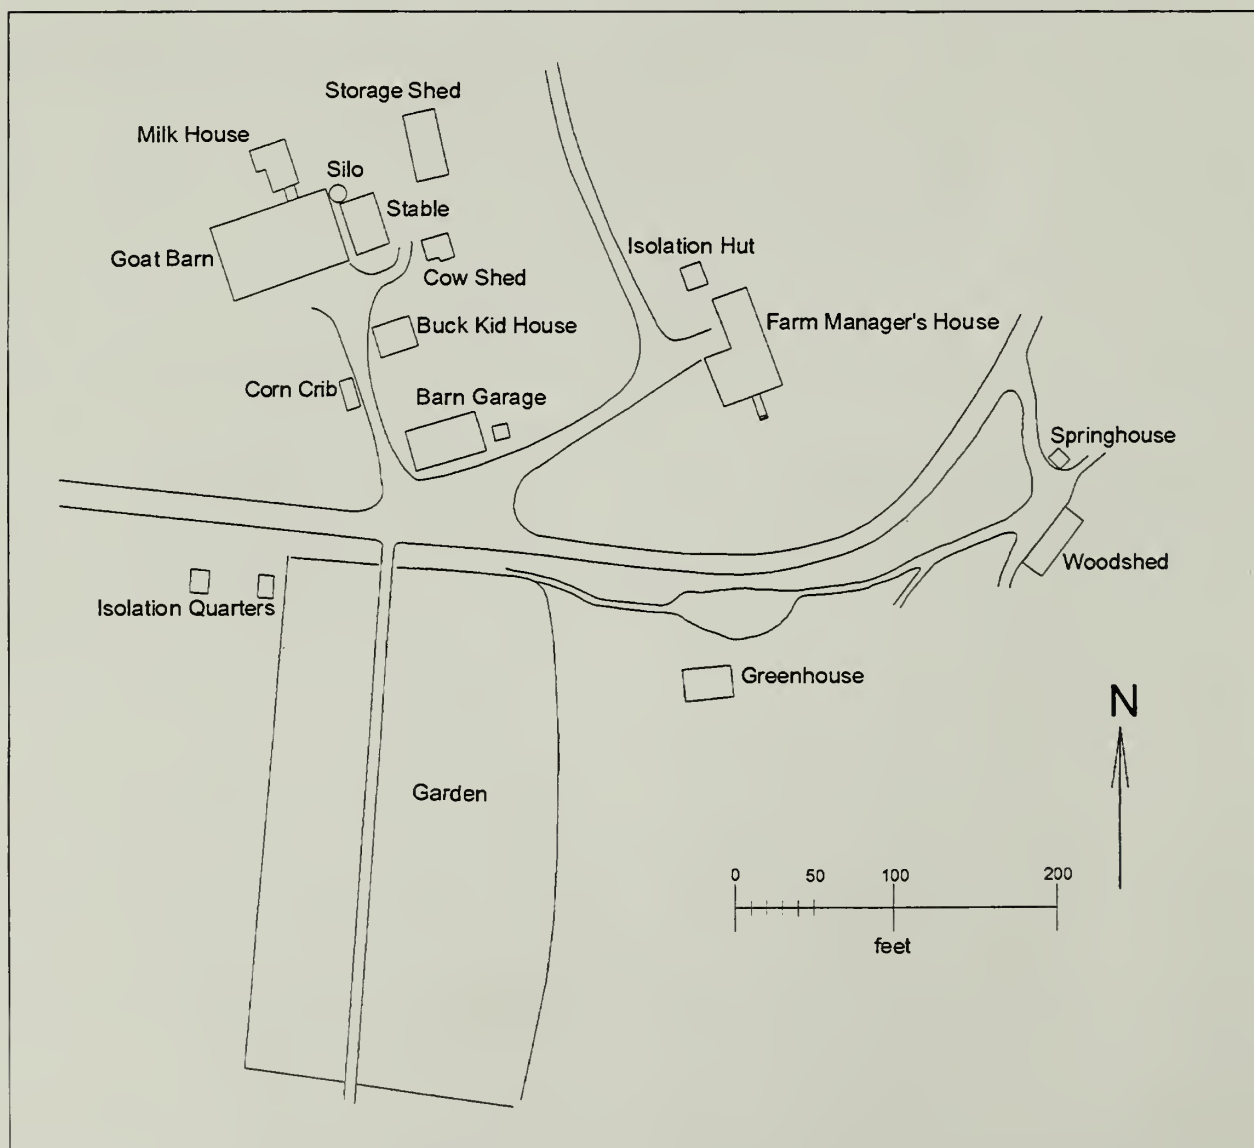 Storage Shed
Milk House
Silo
Stable
Goat Barn
Isolation Hut
Cow Shed
Buck Kid House
Farm Manager's House
Corn Crib
Barn Garage
Springhouse
Woodshed
Isolation Quarters
Greenhouse
N
Garden
0 50 100 200
feet